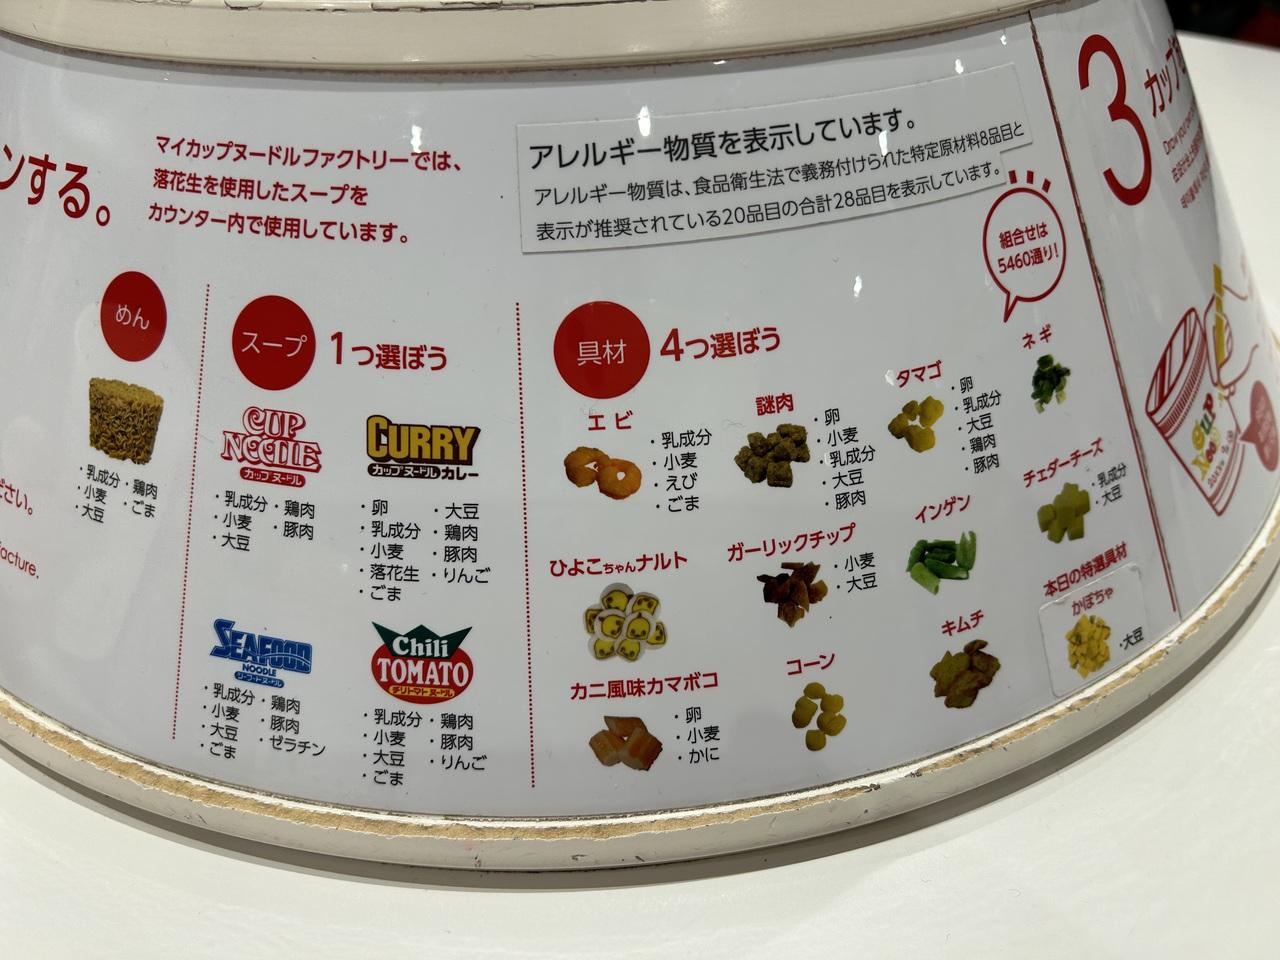 ンする。
マイカップヌードルファクトリーでは、
落花生を使用したスープを
カウンター内で使用しています。
アレルギー物質を表示しています。
アレルギー物質は、食品衛生法で義務付けられた特定原材料8品目と
表示が推奨されている20品目の合計28品目を表示しています。
組合せは
5460通り!
めん
・乳成分
・小麦
・大豆
・鶏肉
・ごま
ださい。
facture.
スープ
1つ選ぼう
CUP
NOODLE
カップヌードル
・乳成分
・小麦
・大豆
・鶏肉
・豚肉
CURRY
カップヌードルカレー
・卵
・乳成分
・小麦
・落花生
・ごま
・大豆
・鶏肉
・豚肉
・りんご
SEAFOOD
NOODLE
シーフードヌードル
・乳成分
・小麦
・大豆
・ごま
・鶏肉
・豚肉
・ゼラチン
Chili
TOMATO
チリトマトヌードル
・乳成分
・小麦
・大豆
・ごま
・鶏肉
・豚肉
・りんご
具材
4つ選ぼう
エビ
・乳成分
・小麦
・えび
・ごま
謎肉
・卵
・小麦
・乳成分
・大豆
・豚肉
タマゴ
・卵
・乳成分
・大豆
・鶏肉
・豚肉
ネギ
ひよこちゃんナルト
ガーリックチップ
・小麦
・大豆
インゲン
チェダーチーズ
・乳成分
・大豆
カニ風味カマボコ
・卵
・小麦
・かに
コーン
キムチ
本日の特選具材
かぼちゃ
・大豆
3
カップ